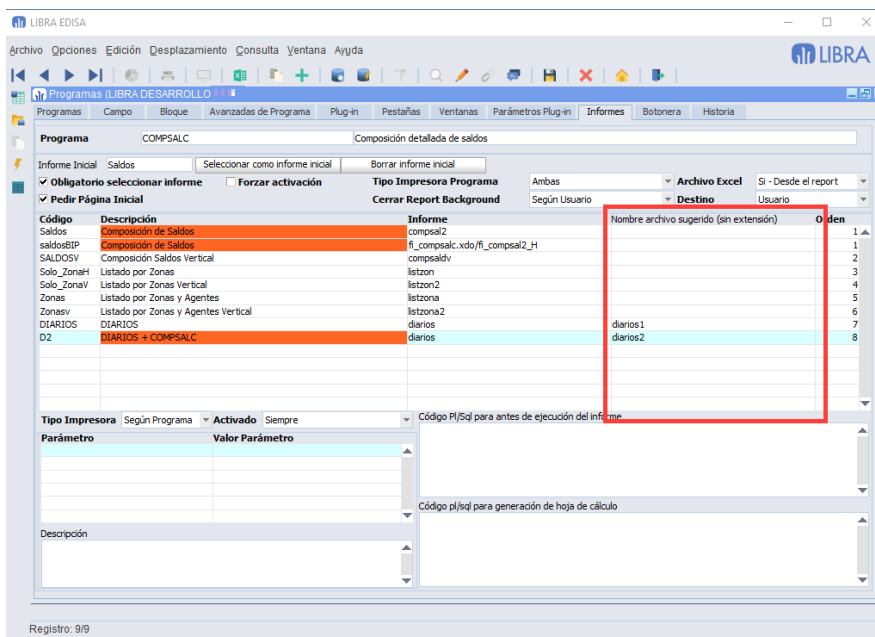 LIBRA EDISA
Archivo Opciones Edición Desplazamiento Consulta Ventana Ayuda
LIBRA
Programas (LIBRA DESARROLLO
Programas Campo Bloque Avanzadas de Programa Plug-in Pestañas Ventanas Parámetros Plug-in Informes Botonera Historia
Programa COMPSALC Composición detallada de saldos
Informe Inicial Saldos Seleccionar como informe inicial Borrar informe inicial
Obligatorio seleccionar informe Forzar activación Tipo Impresora Programa Ambas Archivo Excel Si - Desde el report
Pedir Página Inicial Cerrar Report Background Según Usuario Destino Usuario
Código Descripción Informe Nombre archivo sugerido (sin extensión) Orden
Saldos Composición de Saldos compsal2 1
saldosBIP Composición de Saldos fi_compsalc.xdo/fi_compsal2_H 1
SALDOSV Composición Saldos Vertical compsaldv 2
Solo_ZonaH Listado por Zonas listzon 3
Solo_ZonaV Listado por Zonas Vertical listzon2 4
Zonas Listado por Zonas y Agentes listzona 5
Zonasv Listado por Zonas y Agentes Vertical listzona2 6
DIARIOS DIARIOS diarios diarios1 7
D2 DIARIOS + COMPSALC diarios diarios2 8
Tipo Impresora Según Programa Activado Siempre Código Pl/Sql para antes de ejecución del informe
Parámetro Valor Parámetro
Código pl/sql para generación de hoja de cálculo
Descripción
Registro: 9/9